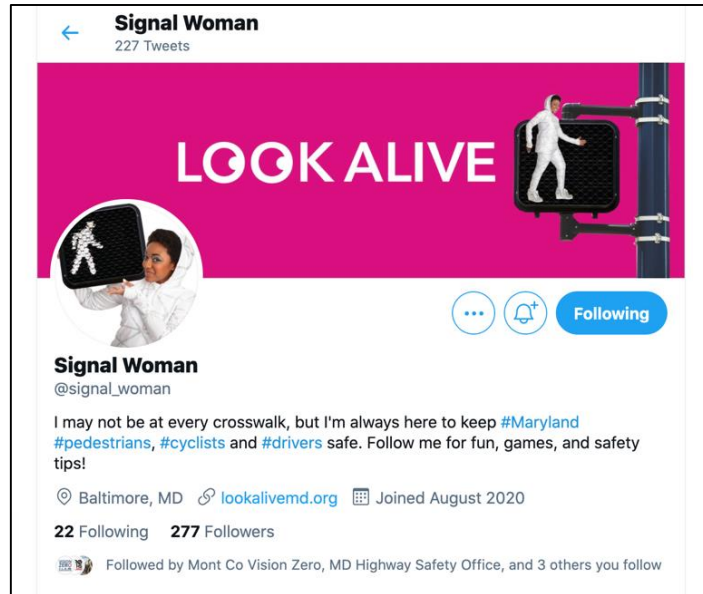 Signal Woman
227 Tweets
LOOK ALIVE
Following
Signal Woman
@signal_woman
I may not be at every crosswalk, but I'm always here to keep #Maryland
#pedestrians, #cyclists and #drivers safe. Follow me for fun, games, and safety
tips!
Baltimore, MD lookalivemd.org Joined August 2020
22 Following 277 Followers
Followed by Mont Co Vision Zero, MD Highway Safety Office, and 3 others you follow